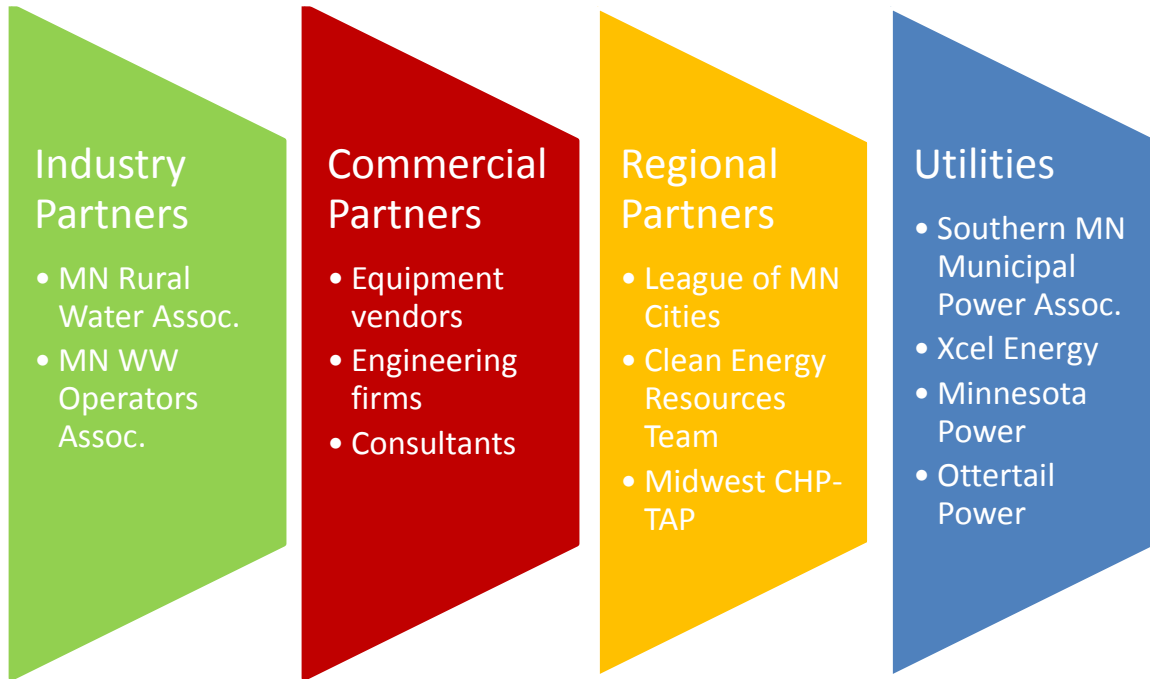 Industry
Partners
• MN Rural
Water Assoc.
• MN WW
Operators
Assoc.
Commercial
Partners
• Equipment
vendors
• Engineering
firms
• Consultants
Regional
Partners
• League of MN
Cities
• Clean Energy
Resources
Team
• Midwest CHP-
TAP
Utilities
• Southern MN
Municipal
Power Assoc.
• Xcel Energy
• Minnesota
Power
• Ottertail
Power